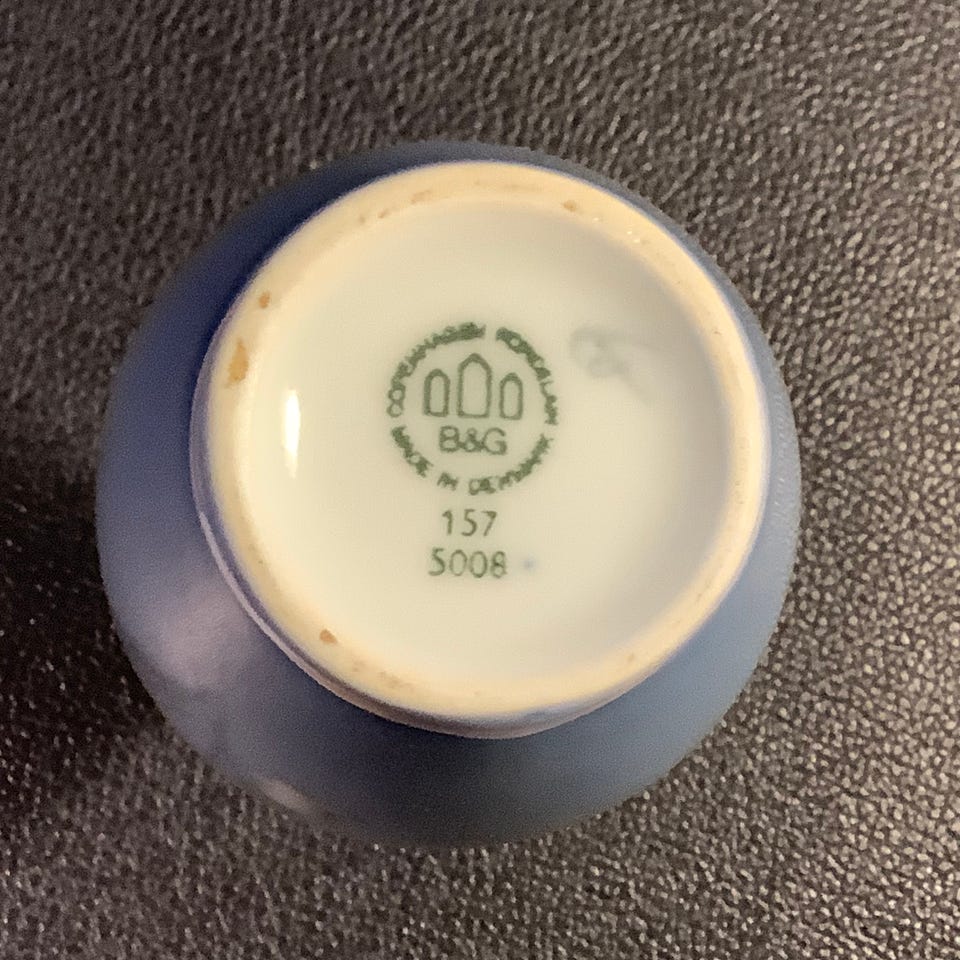 COPENHAGEN PORCELAIN
B&G
MADE IN DENMARK
157
5008